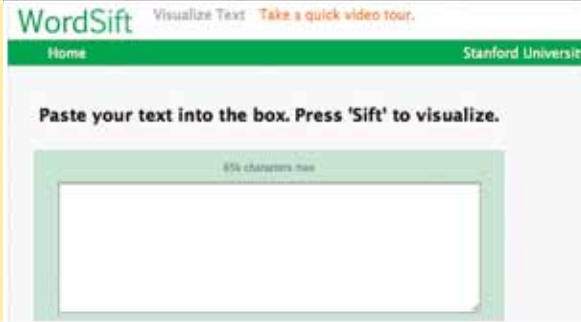 WordSift Visualize Text Take a quick video tour.
Home Stanford Universit
Paste your text into the box. Press 'Sift' to visualize.
characters max